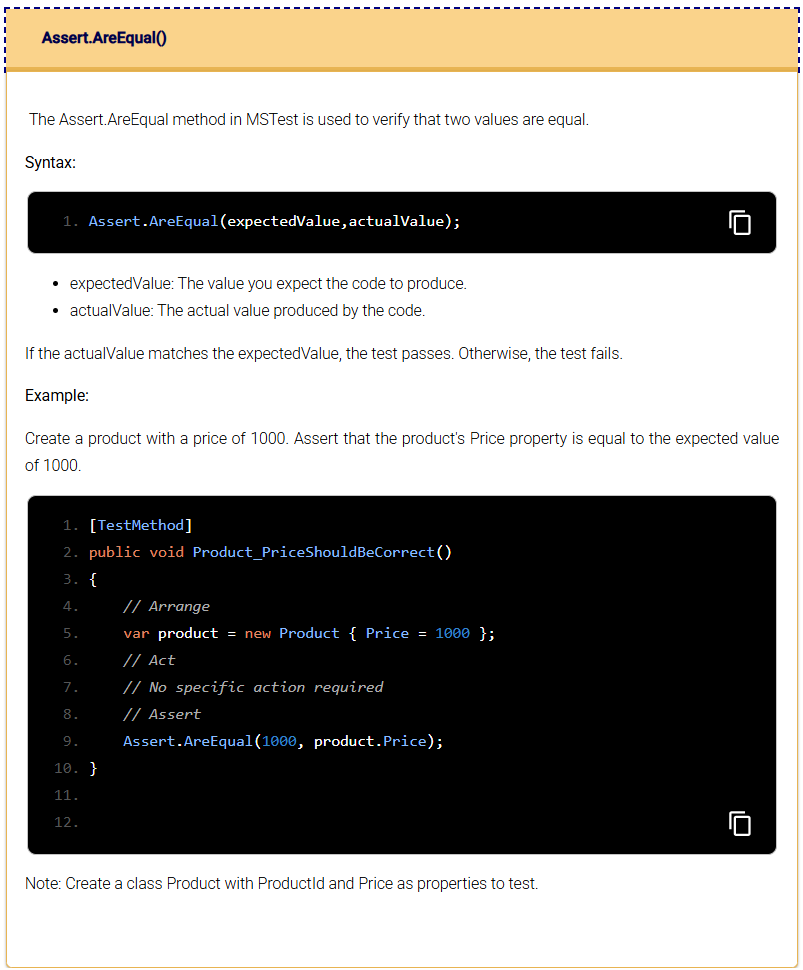 Assert.AreEqual()
The Assert.AreEqual method in MSTest is used to verify that two values are equal.
Syntax:
1. Assert.AreEqual(expectedValue,actualValue);
• expectedValue: The value you expect the code to produce.
• actualValue: The actual value produced by the code.
If the actualValue matches the expectedValue, the test passes. Otherwise, the test fails.
Example:
Create a product with a price of 1000. Assert that the product's Price property is equal to the expected value
of 1000.
1. [TestMethod]
2. public void Product_PriceShouldBeCorrect()
3. {
4.     // Arrange
5.     var product = new Product { Price = 1000 };
6.     // Act
7.     // No specific action required
8.     // Assert
9.     Assert.AreEqual(1000, product.Price);
10. }
11.
12.
Note: Create a class Product with ProductId and Price as properties to test.